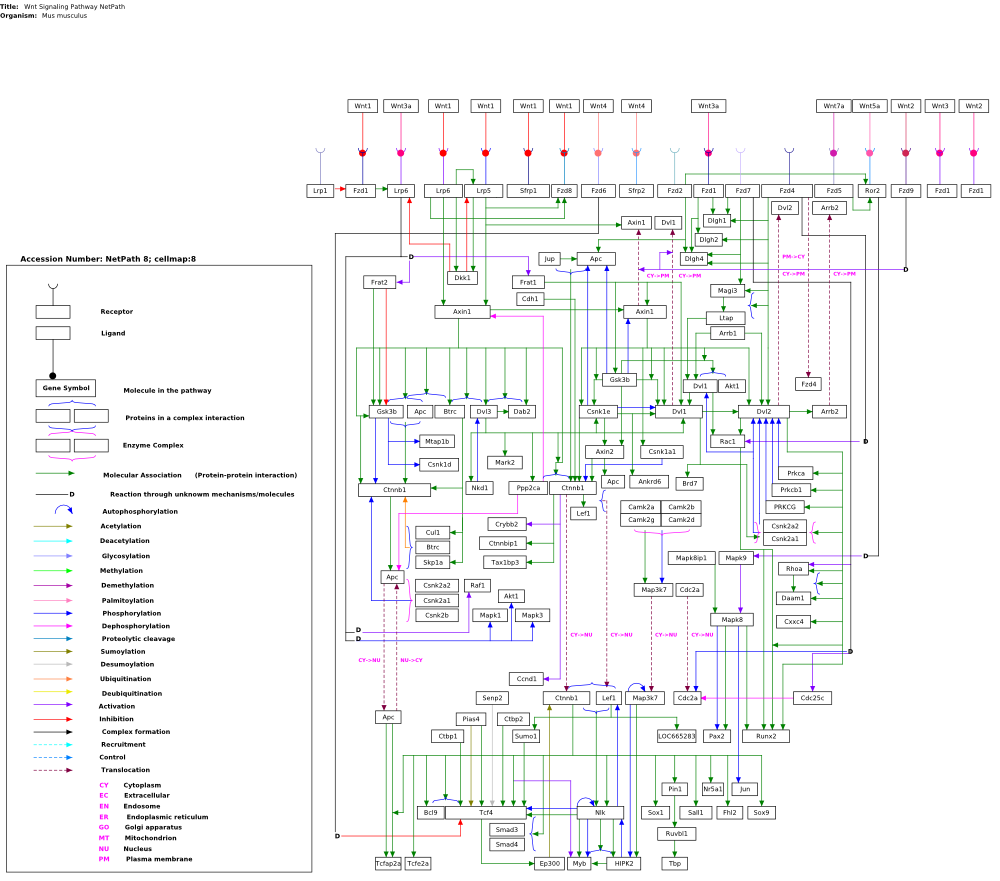 Title: Wnt Signaling Pathway NetPath
Organism: Mus musculus
Wnt1 Wnt3a Wnt1 Wnt1 Wnt1 Wnt1 Wnt4 Wnt4 Wnt3a Wnt7a Wnt5a Wnt2 Wnt3 Wnt2
Lrp1 Fzd1 Lrp6 Lrp6 Lrp5 Sfrp1 Fzd8 Fzd6 Sfrp2 Fzd2 Fzd1 Fzd7 Fzd4 Fzd5 Ror2 Fzd9 Fzd1 Fzd1
Dvl2 Arrb2
Axin1 Dvl1 Dlgh1
Dlgh2
Accession Number: NetPath 8; cellmap:8
D Jup Apc Dlgh4 PM->CY
D
CY->PM CY->PM CY->PM CY->PM
Frat2 Dkk1 Frat1
Magi3
Cdh1
Receptor
Axin1 Axin1
Ltap
Ligand
Arrb1
Gene Symbol
Molecule in the pathway
Gsk3b Dvl1 Akt1 Fzd4
Proteins in a complex interaction
Gsk3b Apc Btrc Dvl3 Dab2 Csnk1e Dvl1 Dvl2 Arrb2
Enzyme Complex
Mtap1b Rac1 D
Axin2 Csnk1a1
Csnk1d Mark2
Molecular Association (Protein-protein interaction)
Prkca
Ctnnb1 Nkd1 Ppp2ca Ctnnb1 Apc Ankrd6 Brd7
Prkcb1
D Reaction through unknowm mechanisms/molecules
PRKCG
Autophosphorylation
Lef1 Camk2a Camk2b
Camk2g Camk2d
Acetylation
Crybb2 Csnk2a2
Cul1 Csnk2a1
Deacetylation
Btrc Ctnnbip1
Glycosylation
Skp1a Tax1bp3 Mapk8ip1 Mapk9 D
Methylation
Apc Rhoa
Demethylation
Csnk2a2 Raf1 Map3k7 Cdc2a
Palmitoylation
Csnk2a1 Akt1 Daam1
Phosphorylation
Csnk2b Mapk1 Mapk3 Mapk8 Cxxc4
Dephosphorylation
D
Proteolytic cleavage
D CY->NU CY->NU CY->NU CY->NU
Sumoylation
D
CY->NU NU->CY
Desumoylation
Ubiquitination
Ccnd1
Deubiquitination
Senp2 Ctnnb1 Lef1 Map3k7 Cdc2a Cdc25c
Activation
Apc
Inhibition
Pias4 Ctbp2
Complex formation
Ctbp1 Sumo1 LOC665283 Pax2 Runx2
Recruitment
Control
Translocation
CY Cytoplasm
Pin1 Nr5a1 Jun
EC Extracellular
EN Endosome
Bcl9 Tcf4 Nlk Sox1 Sall1 Fhl2 Sox9
ER Endoplasmic reticulum
GO Golgi apparatus
Smad3 Ruvbl1
D
MT Mitochondrion
Smad4
NU Nucleus
PM Plasma membrane
Tcfap2a Tcfe2a Ep300 Myb HIPK2 Tbp